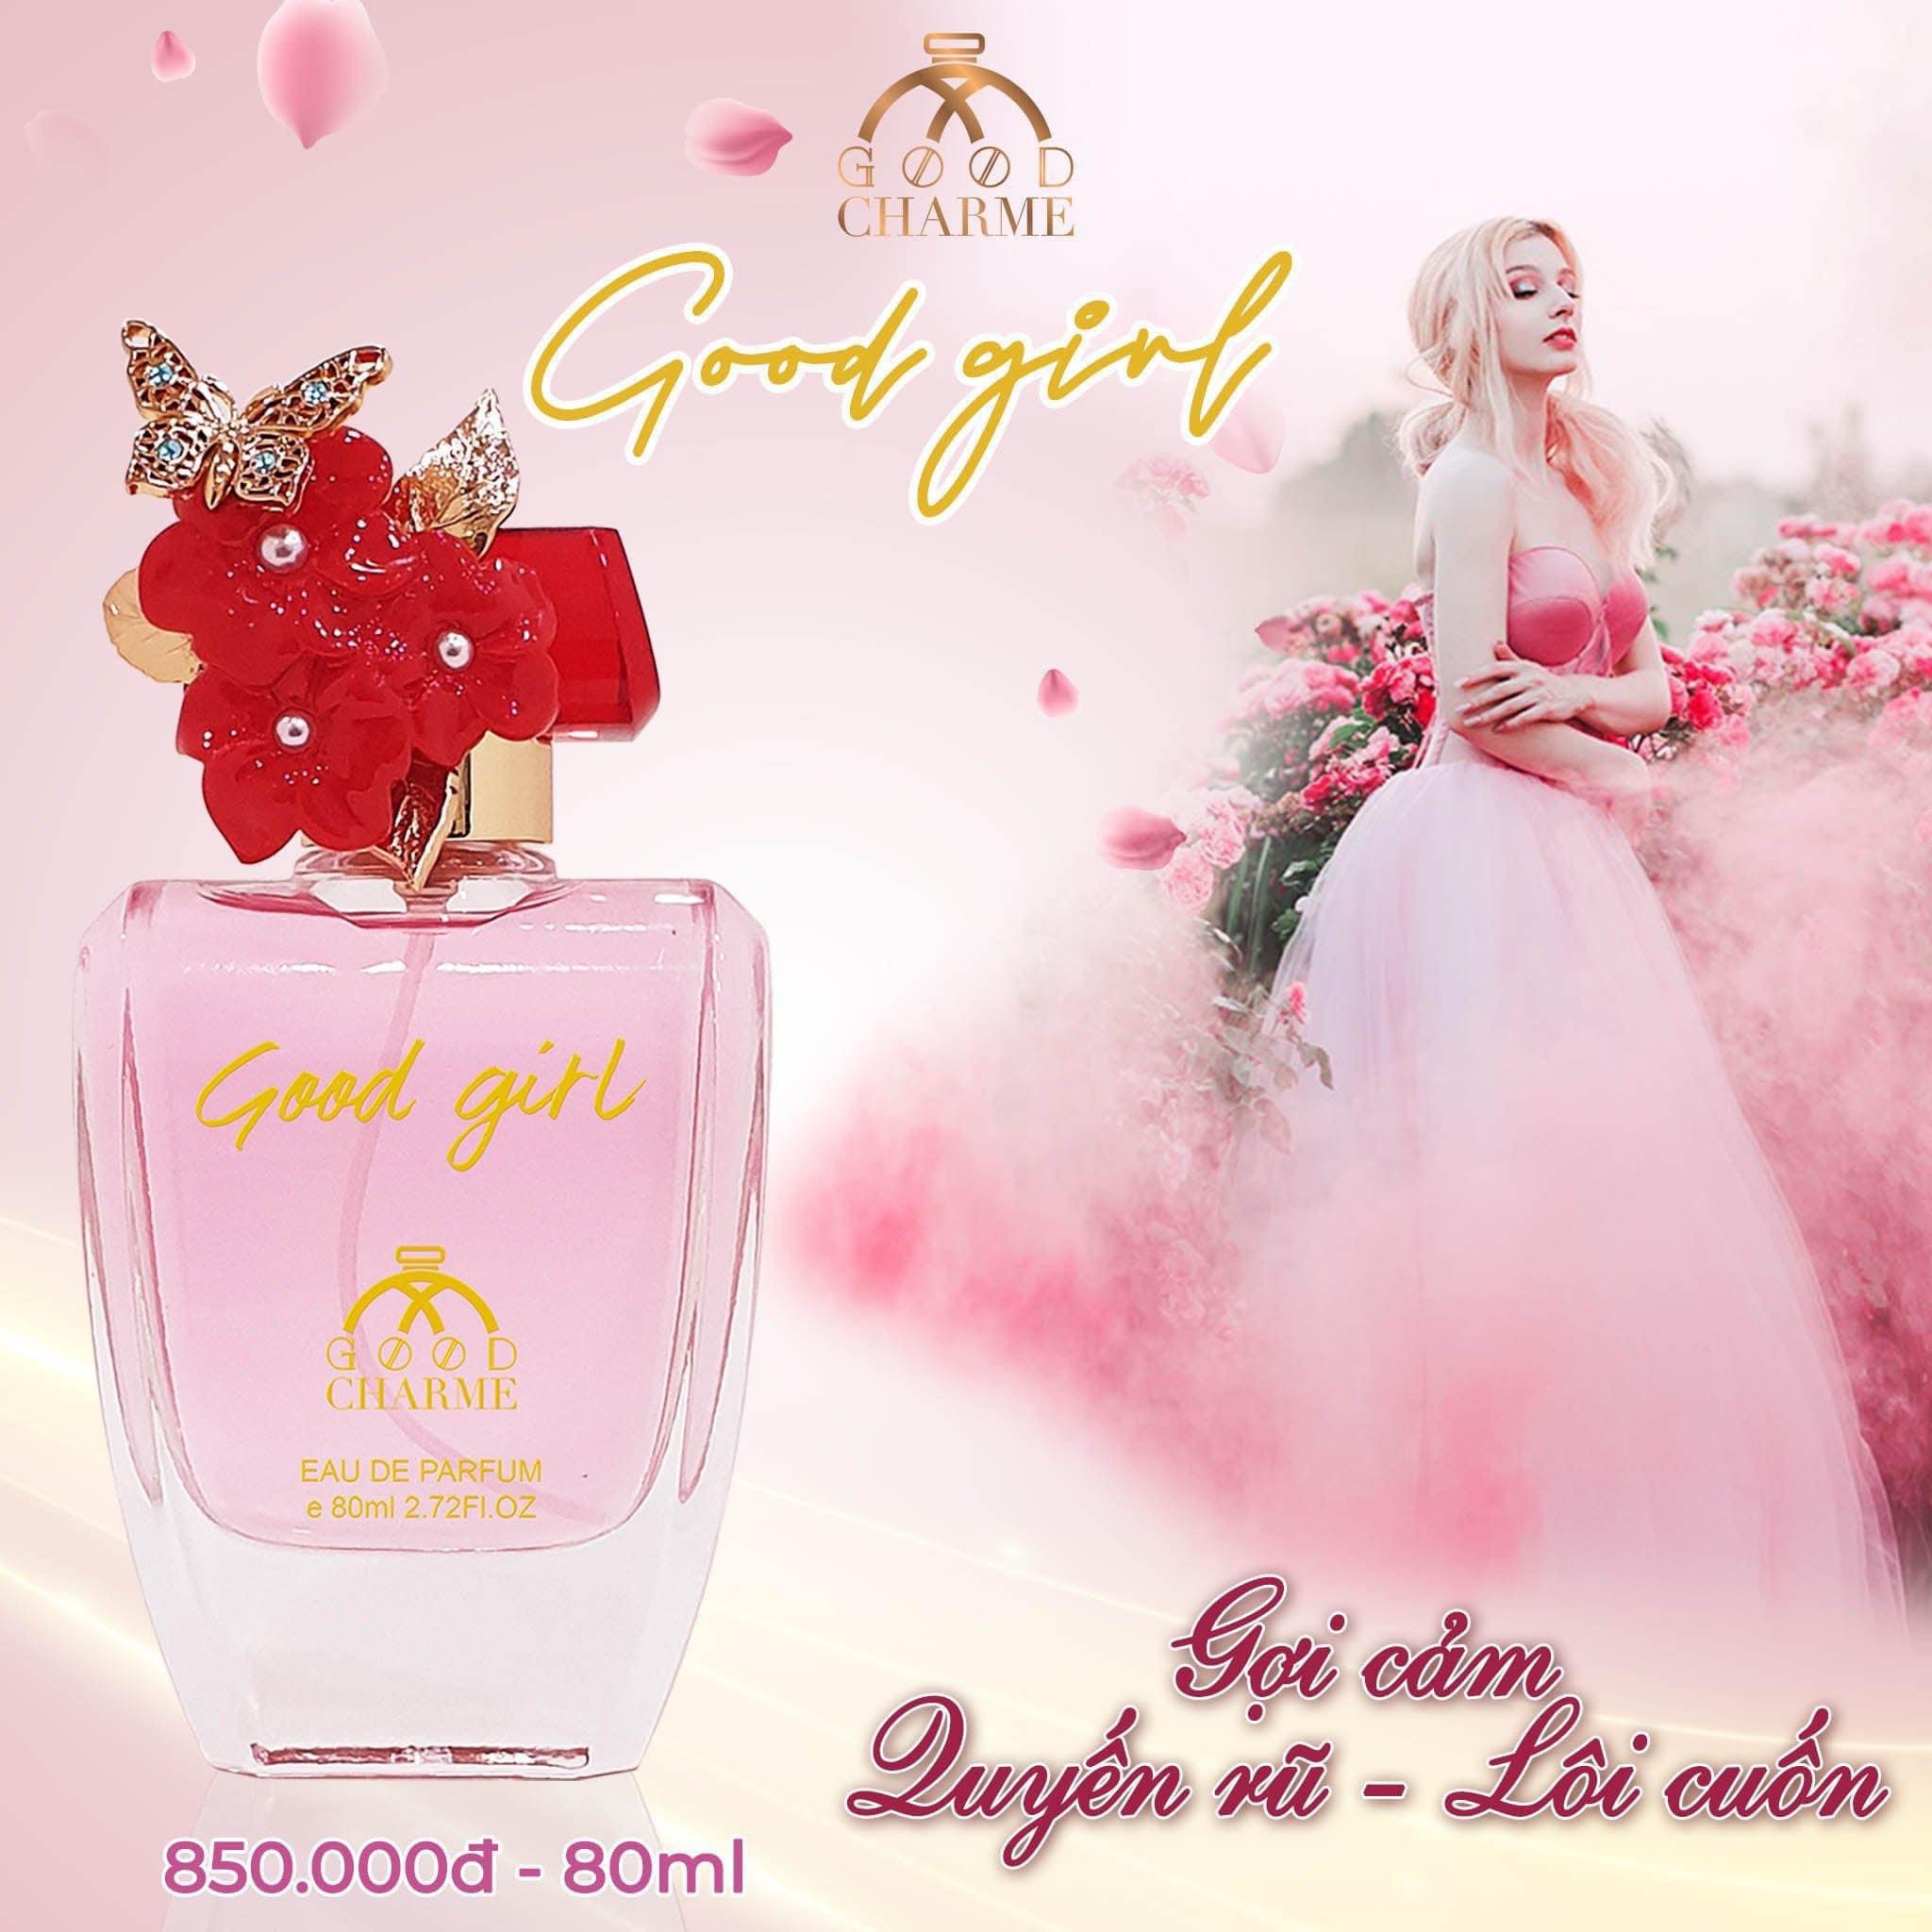 GOOD
CHARME
Good girl
Good girl
GOOD
CHARME
EAU DE PARFUM
e 80ml 2.72Fl.OZ
Gợi cảm
Quyến rũ - Lôi cuốn
850.000đ - 80ml